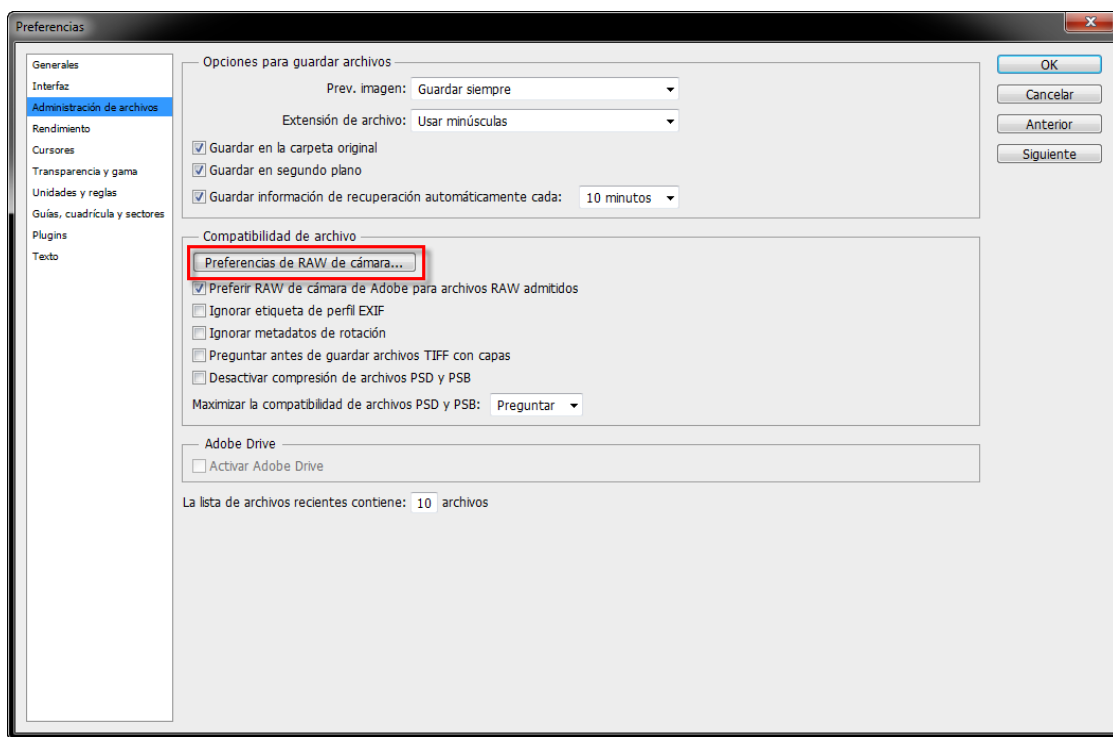 Preferencias
Generales
Interfaz
Administración de archivos
Rendimiento
Cursores
Transparencia y gama
Unidades y reglas
Guías, cuadrícula y sectores
Plugins
Texto
Opciones para guardar archivos
Prev. imagen: Guardar siempre
Extensión de archivo: Usar minúsculas
Guardar en la carpeta original
Guardar en segundo plano
Guardar información de recuperación automáticamente cada: 10 minutos
Compatibilidad de archivo
Preferencias de RAW de cámara...
Preferir RAW de cámara de Adobe para archivos RAW admitidos
Ignorar etiqueta de perfil EXIF
Ignorar metadatos de rotación
Preguntar antes de guardar archivos TIFF con capas
Desactivar compresión de archivos PSD y PSB
Maximizar la compatibilidad de archivos PSD y PSB: Preguntar
Adobe Drive
Activar Adobe Drive
La lista de archivos recientes contiene: 10 archivos
OK
Cancelar
Anterior
Siguiente